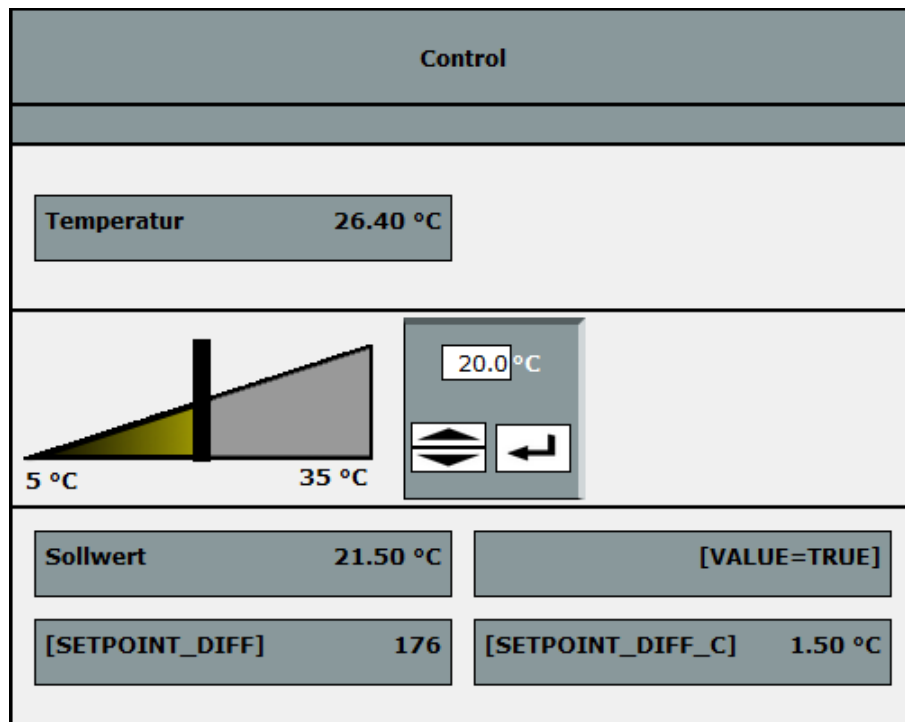 Control
Temperatur 26.40 °C
20.0 °C
5 °C 35 °C
Sollwert 21.50 °C [VALUE=TRUE]
[SETPOINT_DIFF] 176 [SETPOINT_DIFF_C] 1.50 °C